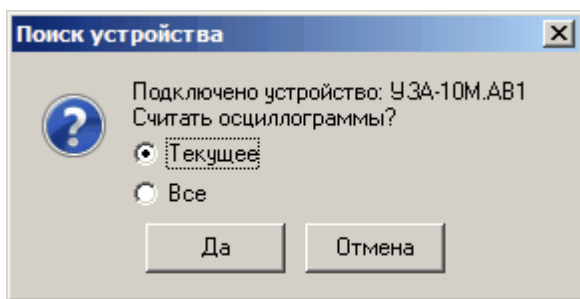 Поиск устройства
Подключено устройство: УЗА-10М.АВ1
Считать осциллограммы?
Текущее
Все
Да
Отмена